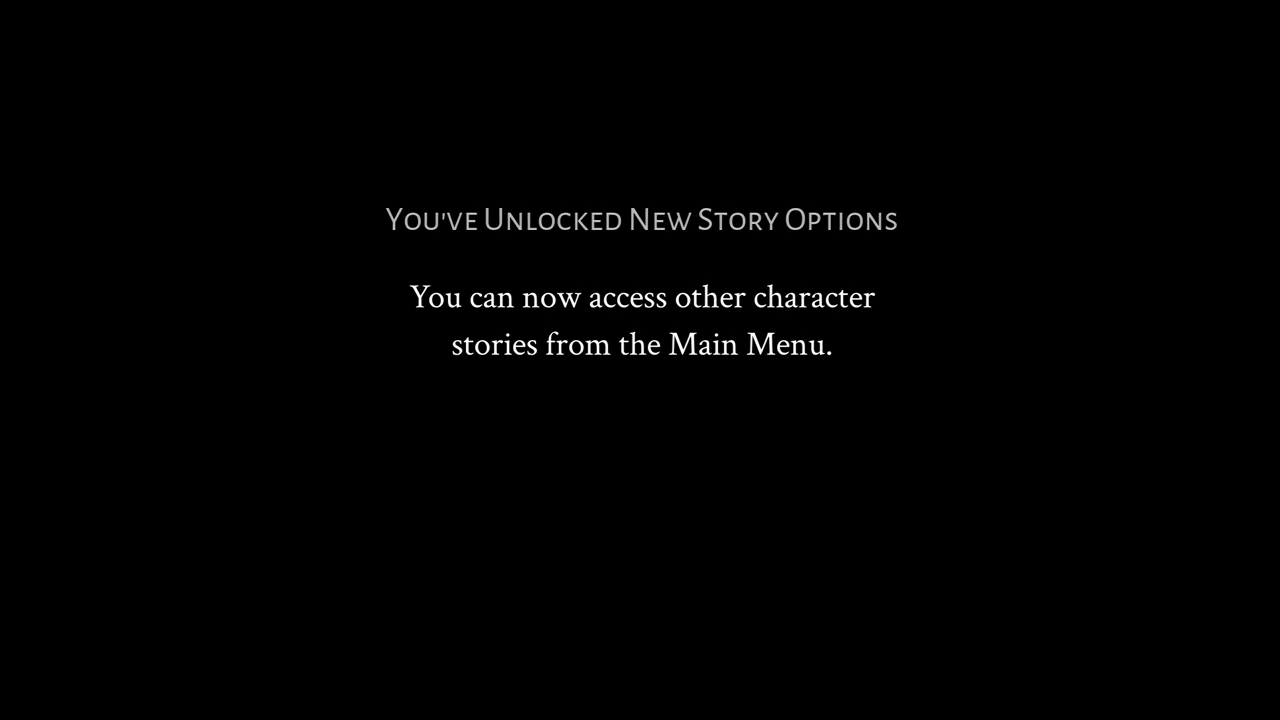 You've Unlocked New Story Options
You can now access other character
stories from the Main Menu.